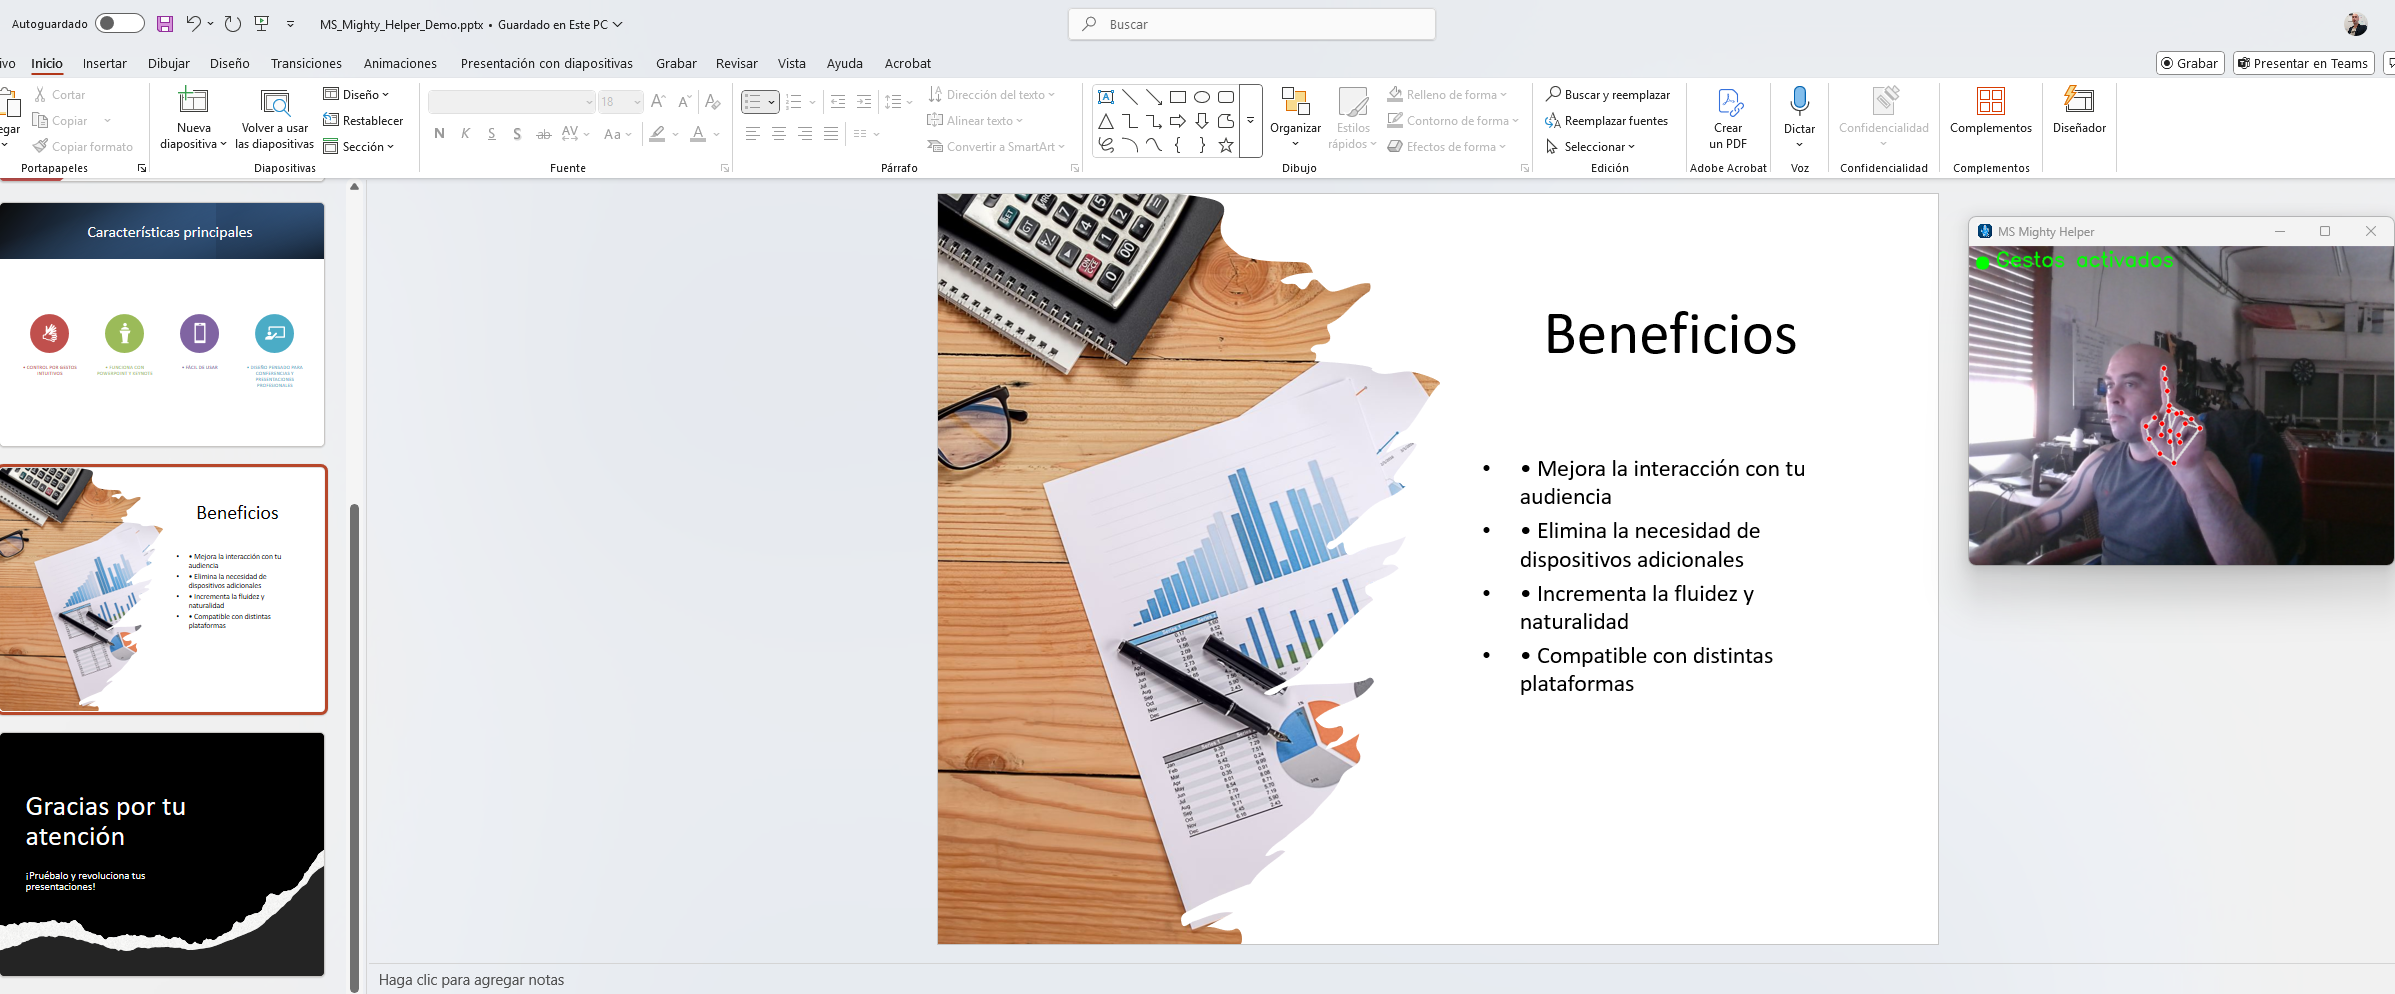 Autoguardado
MS_Mighty_Helper_Demo.pptx • Guardado en Este PC
Buscar
Inicio Insertar Dibujar Diseño Transiciones Animaciones Presentación con diapositivas Grabar Revisar Vista Ayuda Acrobat
Grabar
Presentar en Teams
Cortar
Copiar
Copiar formato
Portapapeles
Nueva
diapositiva
Volver a usar
las diapositivas
Diseño
Restablecer
Sección
Diapositivas
18
N K S S ab AV Aa A
Fuente
Dirección del texto
Alinear texto
Convertir a SmartArt
Párrafo
Organizar
Estilos
rápidos
Relleno de forma
Contorno de forma
Efectos de forma
Dibujo
Buscar y reemplazar
Reemplazar fuentes
Seleccionar
Edición
Crear
un PDF
Adobe Acrobat
Dictar
Voz
Confidencialidad
Confidencialidad
Complementos
Complementos
Diseñador
Características principales
• CONTROL POR GESTOS
INTUITIVOS
• FUNCIONA CON
POWERPOINT Y KEYNOTE
• FÁCIL DE USAR
• DISEÑO PENSADO PARA
CONFERENCIAS Y
PRESENTACIONES
PROFESIONALES
Beneficios
• • Mejora la interacción con tu
audiencia
• • Elimina la necesidad de
dispositivos adicionales
• • Incrementa la fluidez y
naturalidad
• • Compatible con distintas
plataformas
Gracias por tu
atención
¡Pruébalo y revoluciona tus
presentaciones!
Beneficios
• • Mejora la interacción con tu
audiencia
• • Elimina la necesidad de
dispositivos adicionales
• • Incrementa la fluidez y
naturalidad
• • Compatible con distintas
plataformas
MS Mighty Helper
Gestos activados
Haga clic para agregar notas